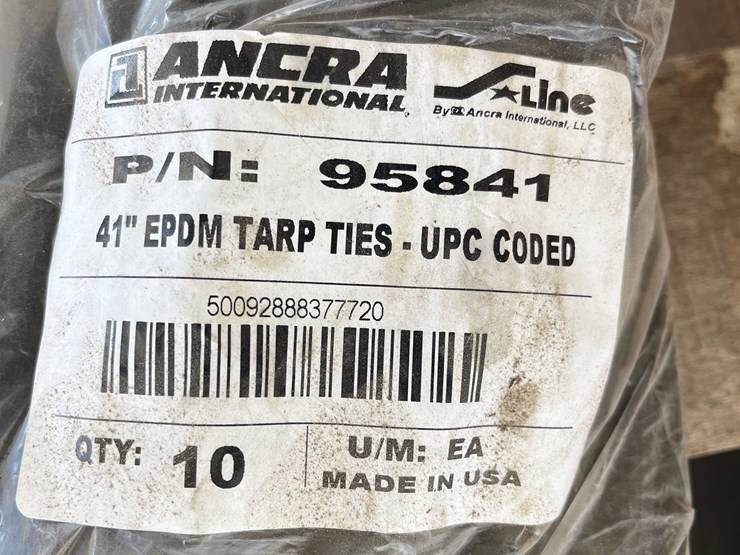 ANCRA
INTERNATIONAL
S★LINE
By Ancra International, LLC
P/N: 95841
41" EPDM TARP TIES - UPC CODED
50092888377720
QTY: 10
U/M: EA
MADE IN USA